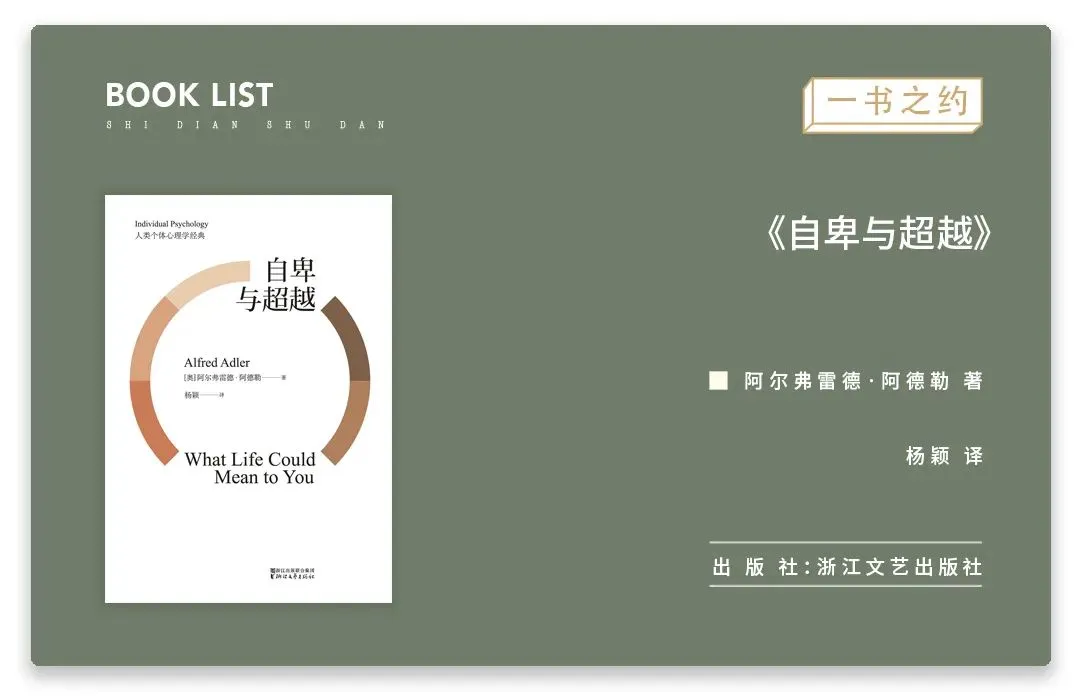 BOOK LIST
SHI DIAN SHU DAN
一书之约
Individual Psychology
人类个体心理学经典
自卑
与超越
Alfred Adler
[奥]阿尔弗雷德·阿德勒——著
杨颖——译
What Life Could
Mean to You
浙江出版联合集团
浙江文艺出版社
《自卑与超越》
阿尔弗雷德·阿德勒 著
杨颖 译
出 版 社:浙江文艺出版社